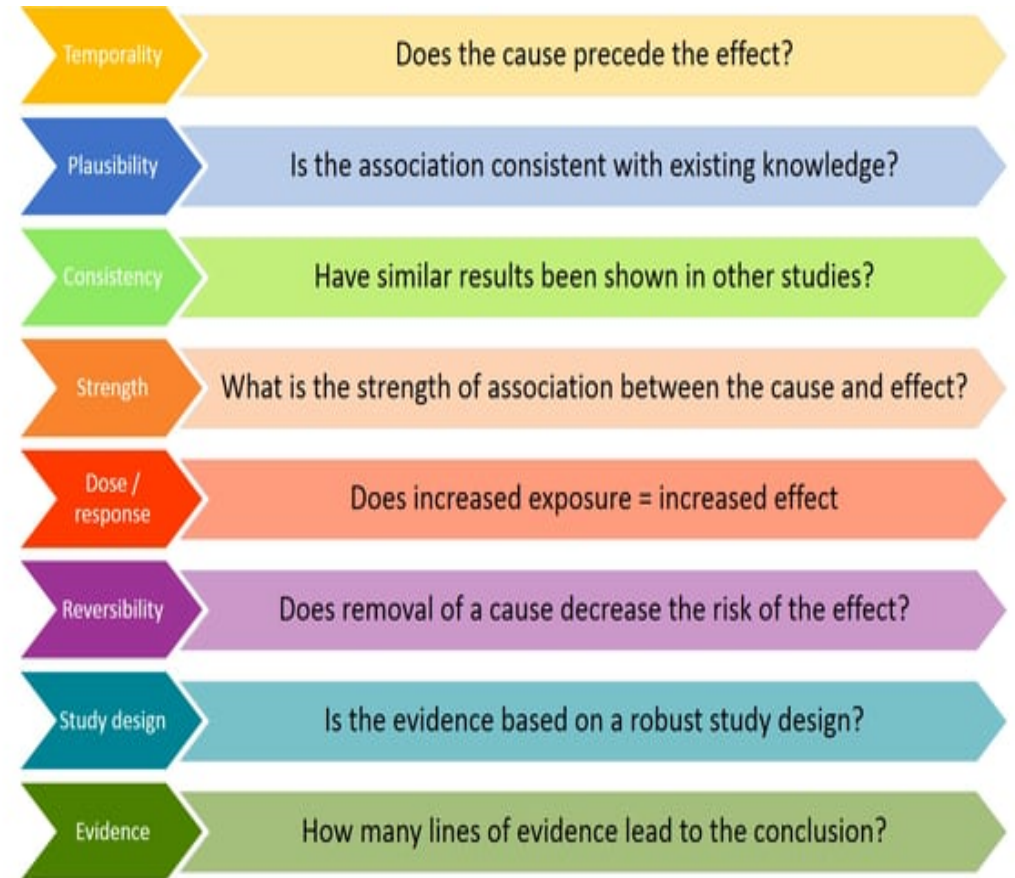 Temporality
Does the cause precede the effect?
Plausibility
Is the association consistent with existing knowledge?
Consistency
Have similar results been shown in other studies?
Strength
What is the strength of association between the cause and effect?
Dose /
response
Does increased exposure = increased effect
Reversibility
Does removal of a cause decrease the risk of the effect?
Study design
Is the evidence based on a robust study design?
Evidence
How many lines of evidence lead to the conclusion?